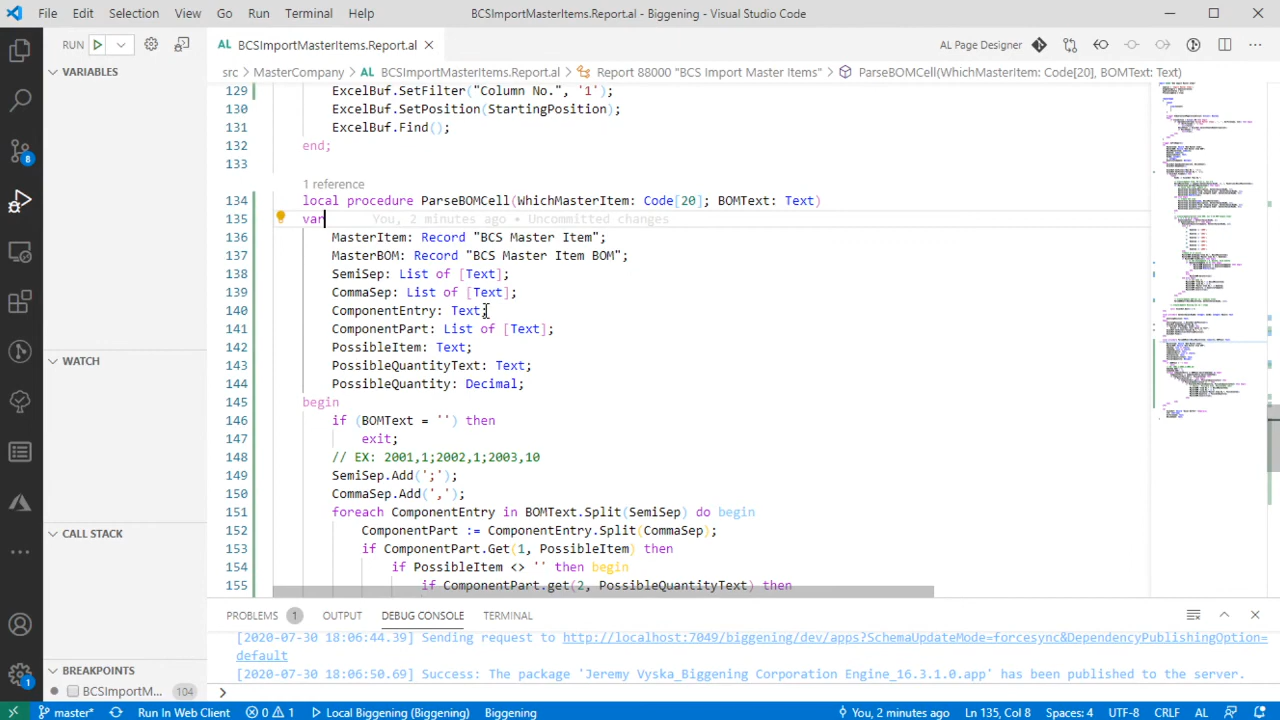 File Edit Selection View Go Run Terminal Help
BCSImportMasterItems.Report.al - Biggening - Visual Studio Code
RUN
BCSImportMasterItems.Report.al
AL Page Designer
src > MasterCompany > BCSImportMasterItems.Report.al > Report 88000 "BCS Import Master Items" > ParseBOMCell(WhichMasterItem: Code[20], BOMText: Text)
VARIABLES
WATCH
CALL STACK
BREAKPOINTS
BCSImportM... 104
129 ExcelBuf.SetFilt "Column No.", '1');
130 ExcelBuf.SetPosition(StartingPosition);
131 ExcelBuf.Find();
132 end;
133
1 reference
134 local procedure ParseBOMCell(WhichMasterItem: Code[20]; BOMText: Text)
135 var You, 2 minutes • Uncommitted changes
136 MasterItem: Record "BCS Master Item";
137 MasterBOM: Record "BCS Master Item BOM";
138 SemiSep: List of [Text];
139 CommaSep: List of [Text];
140 ComponentEntry: Text;
141 ComponentPart: List of [Text];
142 PossibleItem: Text;
143 PossibleQuantityText: Text;
144 PossibleQuantity: Decimal;
145 begin
146 if (BOMText = '') then
147 exit;
148 // EX: 2001,1;2002,1;2003,10
149 SemiSep.Add(';');
150 CommaSep.Add(',');
151 foreach ComponentEntry in BOMText.Split(SemiSep) do begin
152 ComponentPart := ComponentEntry.Split(CommaSep);
153 if ComponentPart.Get(1, PossibleItem) then
154 if PossibleItem <> '' then begin
155 if ComponentPart.get(2, PossibleQuantityText) then
PROBLEMS 1 OUTPUT DEBUG CONSOLE TERMINAL
[2020-07-30 18:06:44.39] Sending request to http://localhost:7049/biggening/dev/apps?SchemaUpdateMode=forcesync&DependencyPublishingOption=
default
[2020-07-30 18:06:50.69] Success: The package 'Jeremy Vyska_Biggening Corporation Engine_16.3.1.0.app' has been published to the server.
8
1
master* Run In Web Client 0 1 Local Biggening (Biggening) Biggening You, 2 minutes ago Ln 135, Col 8 Spaces: 4 UTF-8 CRLF AL